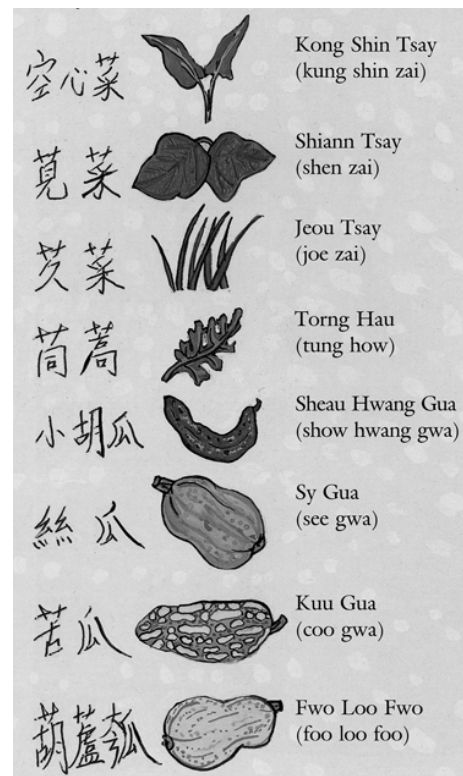 空心菜
Kong Shin Tsay
(kung shin zai)
莧菜
Shiann Tsay
(shen zai)
菜
Jeou Tsay
(joe zai)
茼蒿
Torng Hau
(tung how)
小胡瓜
Sheau Hwang Gua
(show hwang gwa)
絲瓜
Sy Gua
(see gwa)
苦瓜
Kuu Gua
(coo gwa)
葫蘆瓠
Fwo Loo Fwo
(foo loo foo)